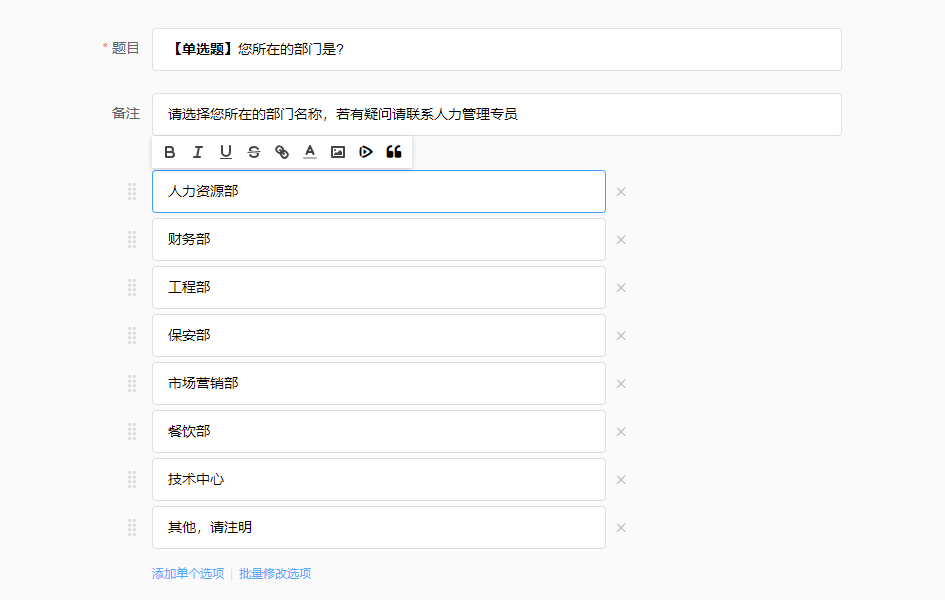 * 题目
【单选题】您所在的部门是?
备注
请选择您所在的部门名称，若有疑问请联系人力管理专员
B I U S A
人力资源部
财务部
工程部
保安部
市场营销部
餐饮部
技术中心
其他，请注明
添加单个选项 | 批量修改选项